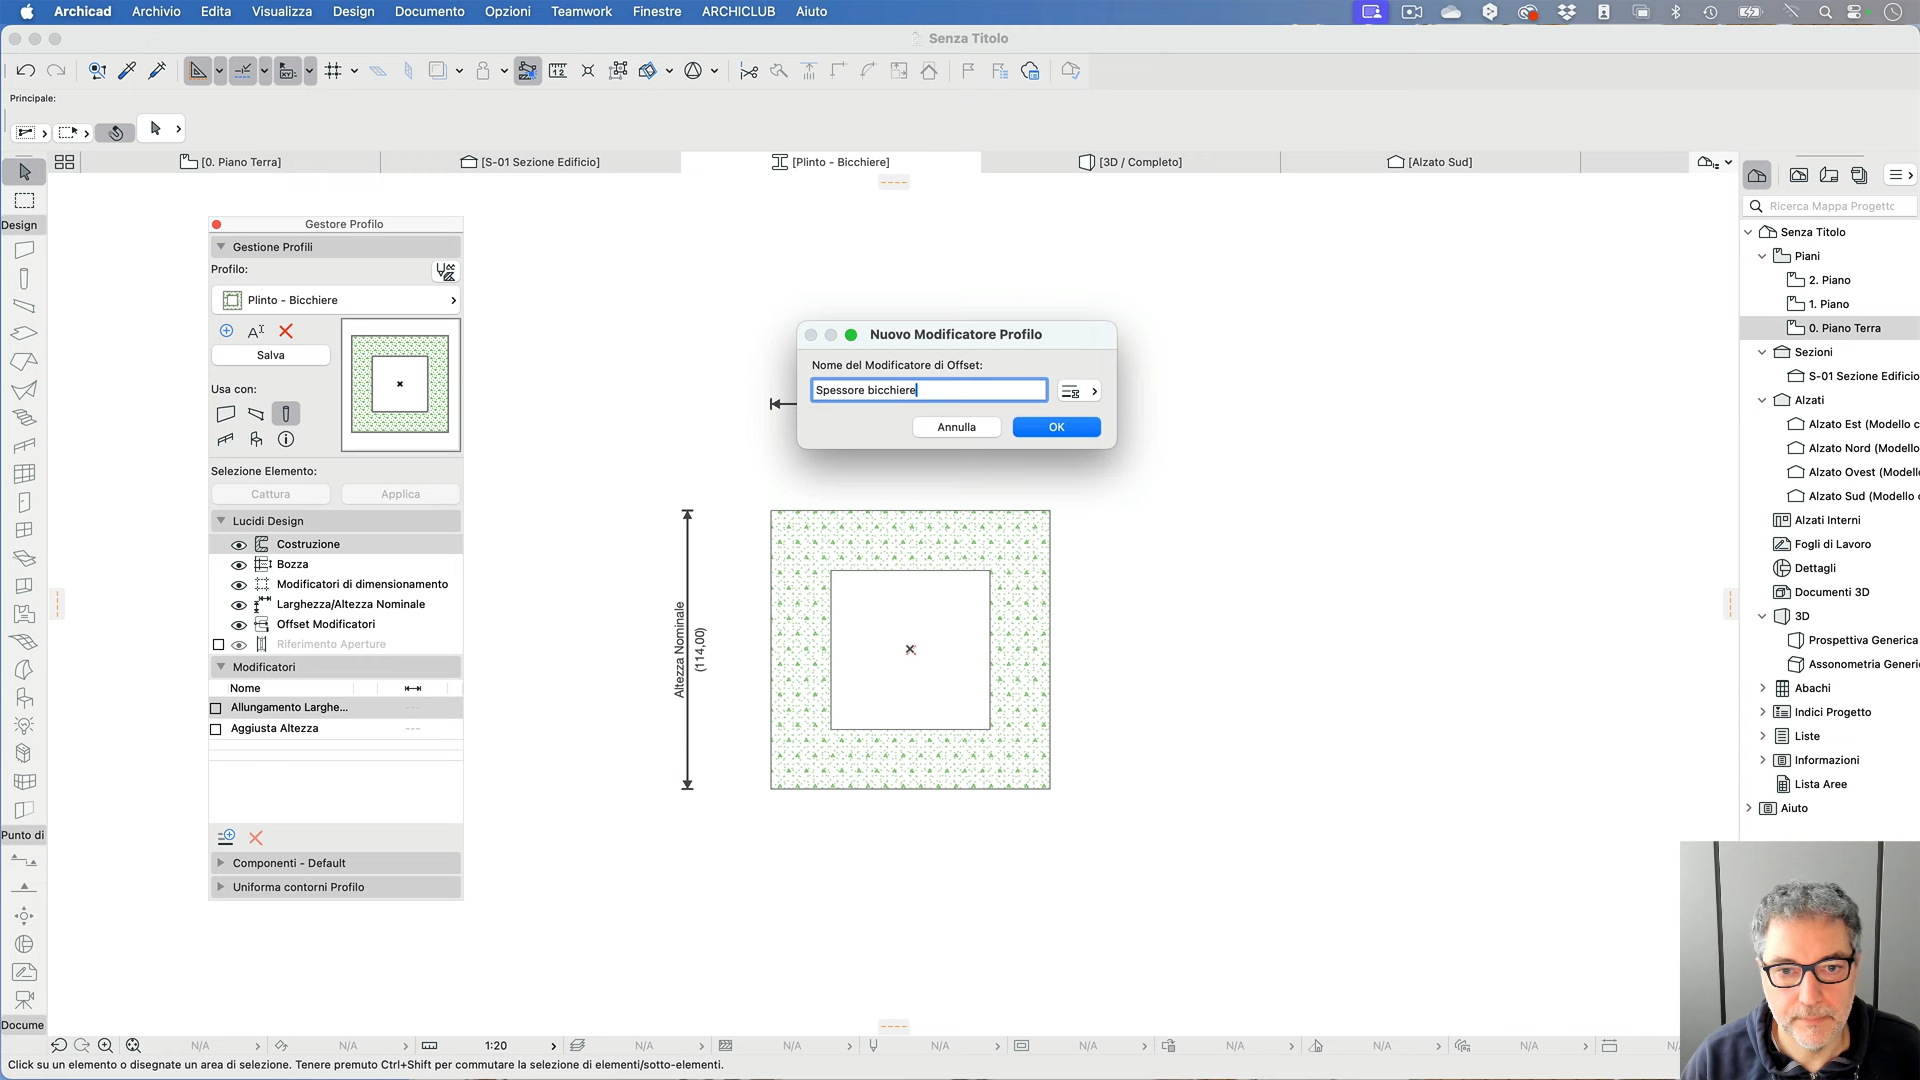 Archicad Archivio Edita Visualizza Design Documento Opzioni Teamwork Finestre ARCHICLUB Aiuto
Senza Titolo
Principale:
[0. Piano Terra]
[S-01 Sezione Edificio]
[Plinto - Bicchiere]
[3D / Completo]
[Alzato Sud]
Design
Punto di
Docume
Gestore Profilo
Gestione Profili
Profilo:
Plinto - Bicchiere
Salva
Usa con:
Selezione Elemento:
Cattura
Applica
Lucidi Design
Costruzione
Bozza
Modificatori di dimensionamento
Larghezza/Altezza Nominale
Offset Modificatori
Riferimento Aperture
Modificatori
Nome
Allungamento Larghe... ---
Aggiusta Altezza ---
Componenti - Default
Uniforma contorni Profilo
Nuovo Modificatore Profilo
Nome del Modificatore di Offset:
Spessore bicchiere
Annulla
OK
Altezza Nominale
(114,00)
Ricerca Mappa Progettc
Senza Titolo
Piani
2. Piano
1. Piano
0. Piano Terra
Sezioni
S-01 Sezione Edificio
Alzati
Alzato Est (Modello c
Alzato Nord (Modello
Alzato Ovest (Modell
Alzato Sud (Modello c
Alzati Interni
Fogli di Lavoro
Dettagli
Documenti 3D
3D
Prospettiva Generica
Assonometria Generi
Abachi
Indici Progetto
Liste
Informazioni
Lista Aree
Aiuto
N/A N/A 1:20 N/A N/A N/A N/A N/A N/A N/A N/
Click su un elemento o disegnate un area di selezione. Tenere premuto Ctrl+Shift per commutare la selezione di elementi/sotto-elementi.